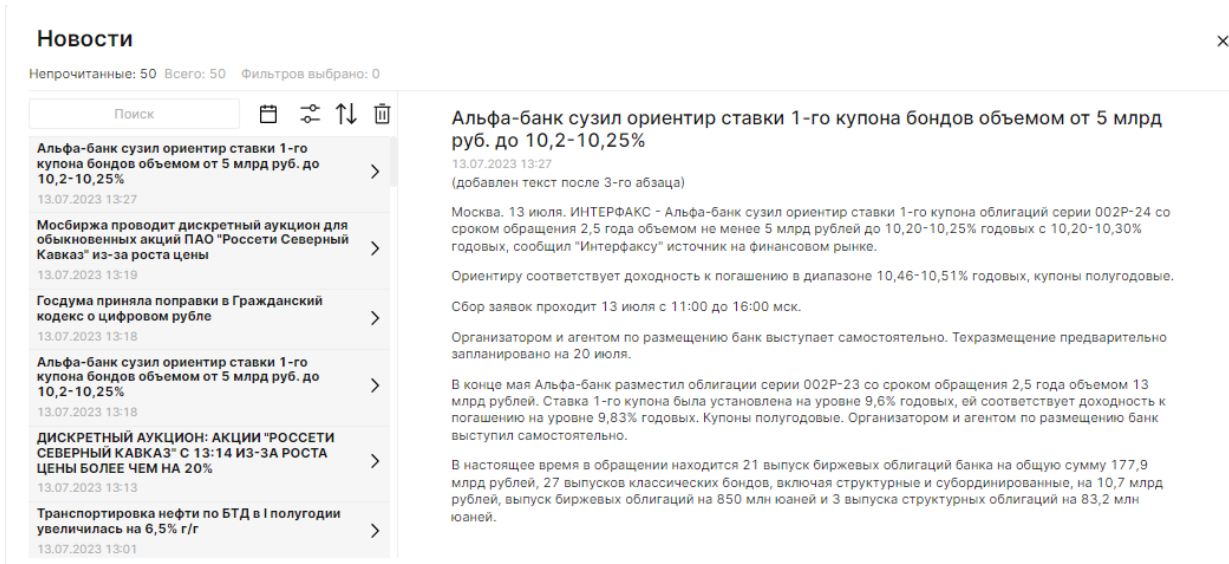 Новости
Непрочитанные: 50 Всего: 50 Фильтров выбрано: 0
Поиск
Альфа-банк сузил ориентир ставки 1-го
купона бондов объемом от 5 млрд руб. до
10,2-10,25%
13.07.2023 13:27
Мосбиржа проводит дискретный аукцион для
обыкновенных акций ПАО "Россети Северный
Кавказ" из-за роста цены
13.07.2023 13:19
Госдума приняла поправки в Гражданский
кодекс о цифровом рубле
13.07.2023 13:18
Альфа-банк сузил ориентир ставки 1-го
купона бондов объемом от 5 млрд руб. до
10,2-10,25%
13.07.2023 13:18
ДИСКРЕТНЫЙ АУКЦИОН: АКЦИИ "РОССЕТИ
СЕВЕРНЫЙ КАВКАЗ" С 13:14 ИЗ-ЗА РОСТА
ЦЕНЫ БОЛЕЕ ЧЕМ НА 20%
13.07.2023 13:13
Транспортировка нефти по БТД в I полугодии
увеличилась на 6,5% г/г
13.07.2023 13:01
Альфа-банк сузил ориентир ставки 1-го купона бондов объемом от 5 млрд
руб. до 10,2-10,25%
13.07.2023 13:27
(добавлен текст после 3-го абзаца)
Москва. 13 июля. ИНТЕРФАКС - Альфа-банк сузил ориентир ставки 1-го купона облигаций серии 002Р-24 со
сроком обращения 2,5 года объемом не менее 5 млрд рублей до 10,20-10,25% годовых с 10,20-10,30%
годовых, сообщил "Интерфаксу" источник на финансовом рынке.
Ориентиру соответствует доходность к погашению в диапазоне 10,46-10,51% годовых, купоны полугодовые.
Сбор заявок проходит 13 июля с 11:00 до 16:00 мск.
Организатором и агентом по размещению банк выступает самостоятельно. Техразмещение предварительно
запланировано на 20 июля.
В конце мая Альфа-банк разместил облигации серии 002Р-23 со сроком обращения 2,5 года объемом 13
млрд рублей. Ставка 1-го купона была установлена на уровне 9,6% годовых, ей соответствует доходность к
погашению на уровне 9,83% годовых. Купоны полугодовые. Организатором и агентом по размещению банк
выступил самостоятельно.
В настоящее время в обращении находится 21 выпуск биржевых облигаций банка на общую сумму 177,9
млрд рублей, 27 выпусков классических бондов, включая структурные и субординированные, на 10,7 млрд
рублей, выпуск биржевых облигаций на 850 млн юаней и 3 выпуска структурных облигаций на 83,2 млн
юаней.